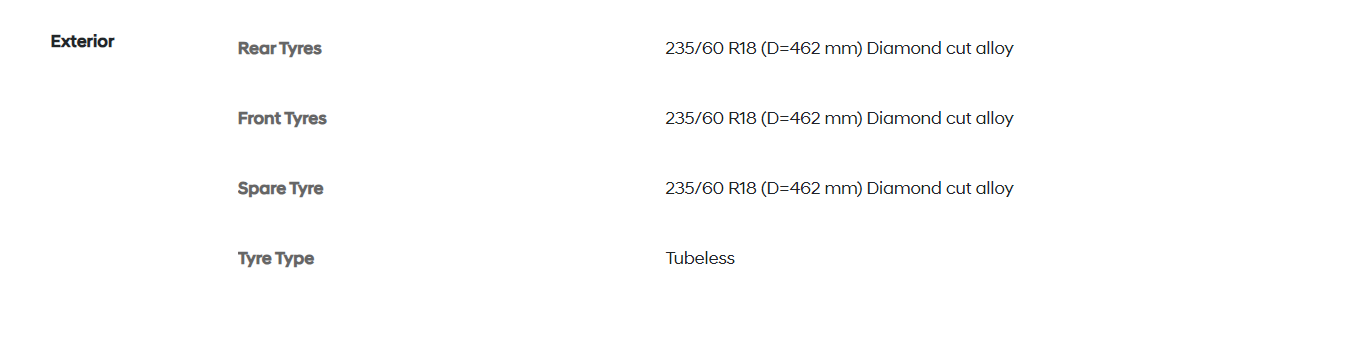 Exterior
Rear Tyres 235/60 R18 (D=462 mm) Diamond cut alloy
Front Tyres 235/60 R18 (D=462 mm) Diamond cut alloy
Spare Tyre 235/60 R18 (D=462 mm) Diamond cut alloy
Tyre Type Tubeless